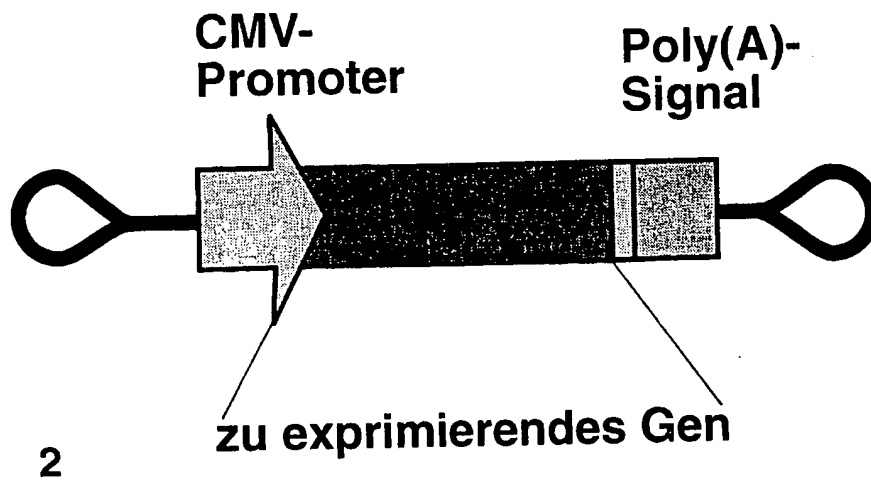 CMV-
Promoter
Poly(A)-
Signal
zu exprimierendes Gen
2